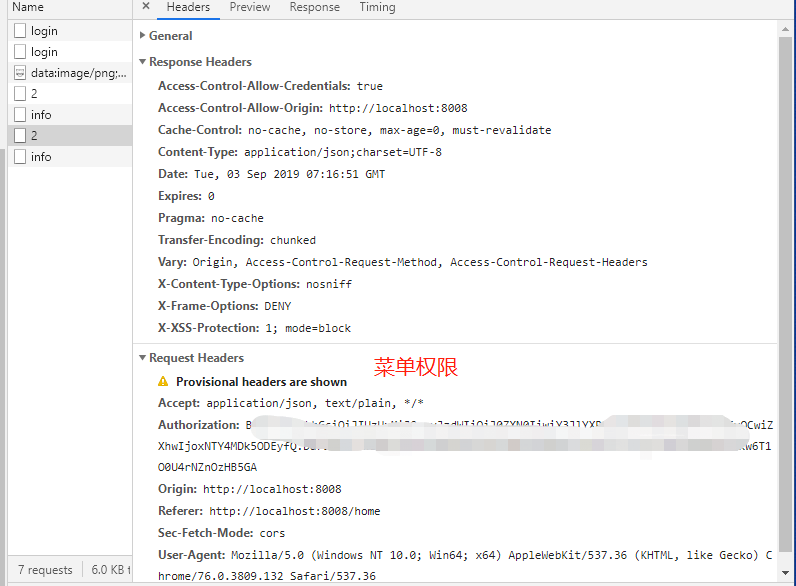 Name
× Headers Preview Response Timing
login
login
data:image/png;...
2
info
2
info
7 requests 6.0 KB t
General
Response Headers
Access-Control-Allow-Credentials: true
Access-Control-Allow-Origin: http://localhost:8008
Cache-Control: no-cache, no-store, max-age=0, must-revalidate
Content-Type: application/json;charset=UTF-8
Date: Tue, 03 Sep 2019 07:16:51 GMT
Expires: 0
Pragma: no-cache
Transfer-Encoding: chunked
Vary: Origin, Access-Control-Request-Method, Access-Control-Request-Headers
X-Content-Type-Options: nosniff
X-Frame-Options: DENY
X-XSS-Protection: 1; mode=block
Request Headers
菜单权限
Provisional headers are shown
Accept: application/json, text/plain, */*
Authorization:
O0U4rNZnOzHB5GA
Origin: http://localhost:8008
Referer: http://localhost:8008/home
Sec-Fetch-Mode: cors
User-Agent: Mozilla/5.0 (Windows NT 10.0; Win64; x64) AppleWebKit/537.36 (KHTML, like Gecko) C
hrome/76.0.3809.132 Safari/537.36